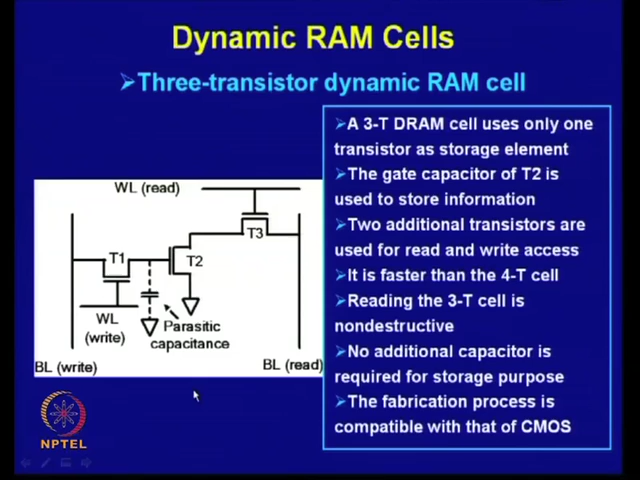 Dynamic RAM Cells
➢Three-transistor dynamic RAM cell
➢A 3-T DRAM cell uses only one
transistor as storage element
➢The gate capacitor of T2 is
used to store information
➢Two additional transistors are
used for read and write access
➢It is faster than the 4-T cell
➢Reading the 3-T cell is
nondestructive
➢No additional capacitor is
required for storage purpose
➢The fabrication process is
compatible with that of CMOS
WL (read)
T3
T1
T2
WL
(write)
Parasitic
capacitance
BL (write)
BL (read)
NPTEL